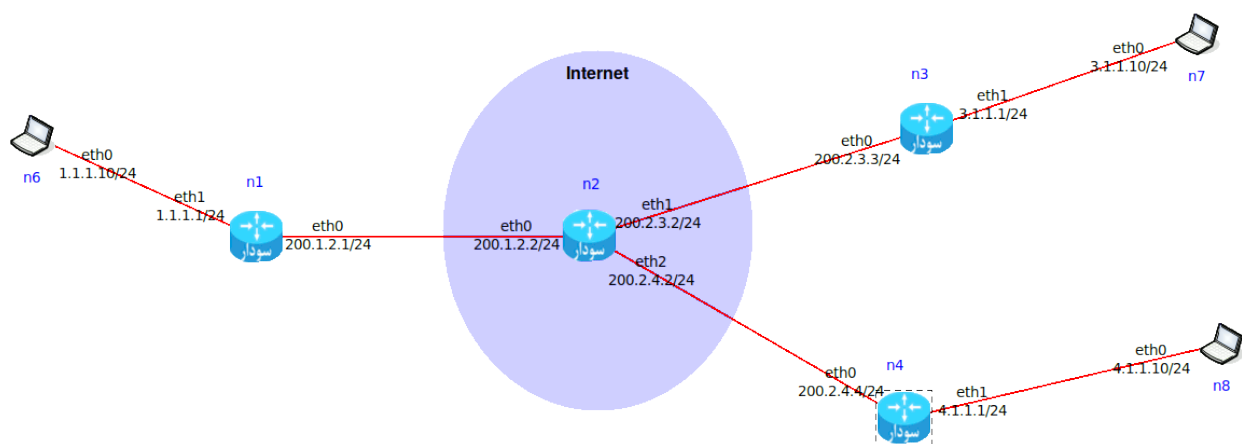 Internet
n6
eth0
1.1.1.10/24
eth1
1.1.1.1/24
n1
سودار
eth0
200.1.2.1/24
n2
سودار
eth0
200.1.2.2/24
eth1
200.2.3.2/24
eth2
200.2.4.2/24
n3
سودار
eth0
200.2.3.3/24
eth1
3.1.1.1/24
eth0
3.1.1.10/24
n7
n4
سودار
eth0
200.2.4.4/24
eth1
4.1.1.1/24
eth0
4.1.1.10/24
n8